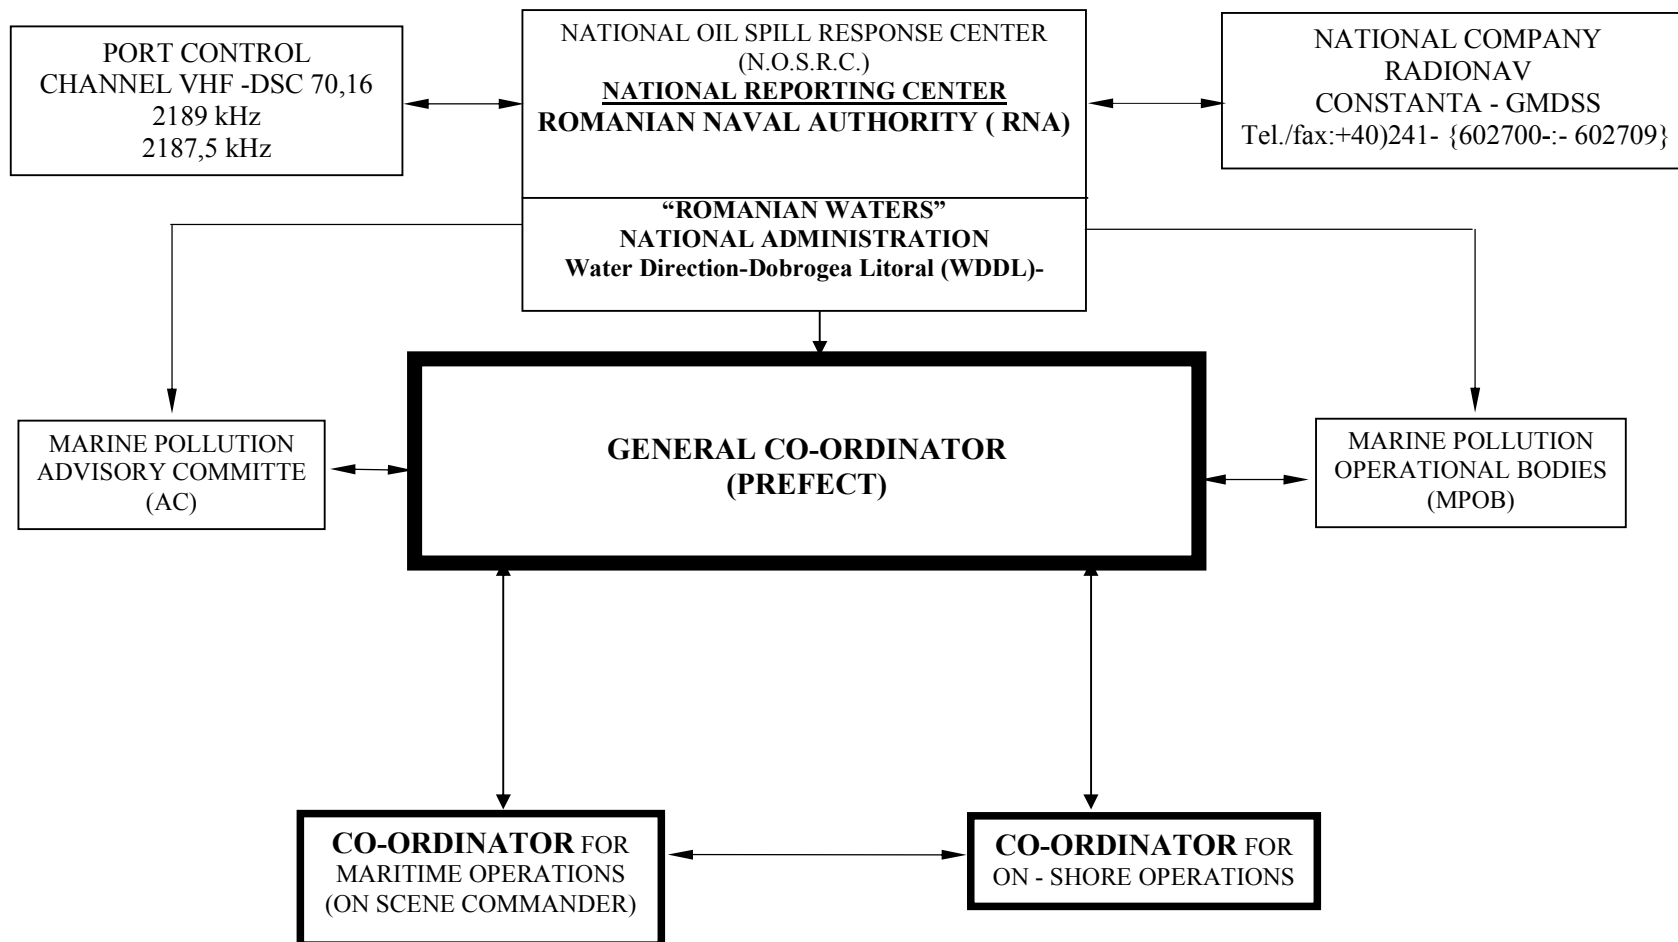 PORT CONTROL
CHANNEL VHF -DSC 70,16
2189 kHz
2187,5 kHz
NATIONAL OIL SPILL RESPONSE CENTER
(N.O.S.R.C.)
NATIONAL REPORTING CENTER
ROMANIAN NAVAL AUTHORITY ( RNA)
NATIONAL COMPANY
RADIONAV
CONSTANTA - GMDSS
Tel./fax:+40)241- {602700-:- 602709}
“ROMANIAN WATERS”
NATIONAL ADMINISTRATION
Water Direction-Dobrogea Litoral (WDDL)-
MARINE POLLUTION
ADVISORY COMMITTE
(AC)
GENERAL CO-ORDINATOR
(PREFECT)
MARINE POLLUTION
OPERATIONAL BODIES
(MPOB)
CO-ORDINATOR FOR
MARITIME OPERATIONS
(ON SCENE COMMANDER)
CO-ORDINATOR FOR
ON - SHORE OPERATIONS